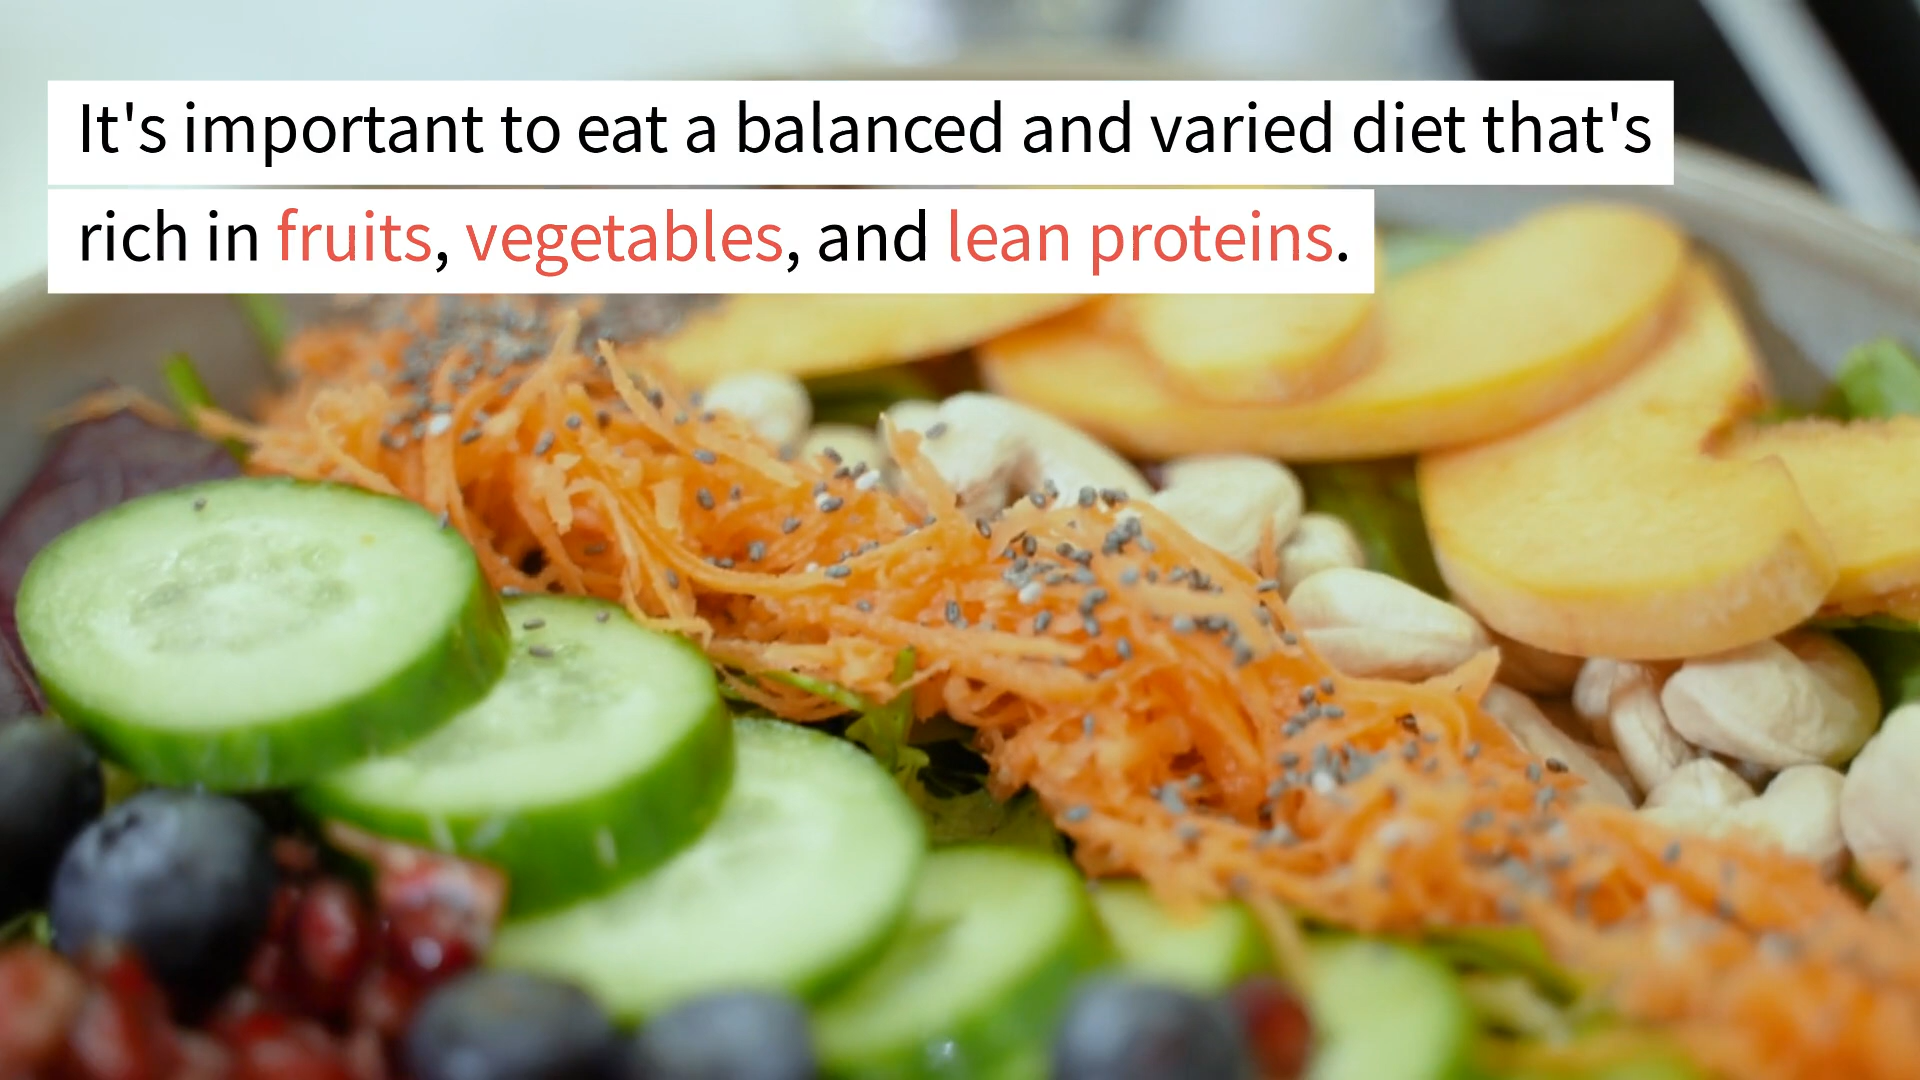 It's important to eat a balanced and varied diet that's
rich in fruits, vegetables, and lean proteins.